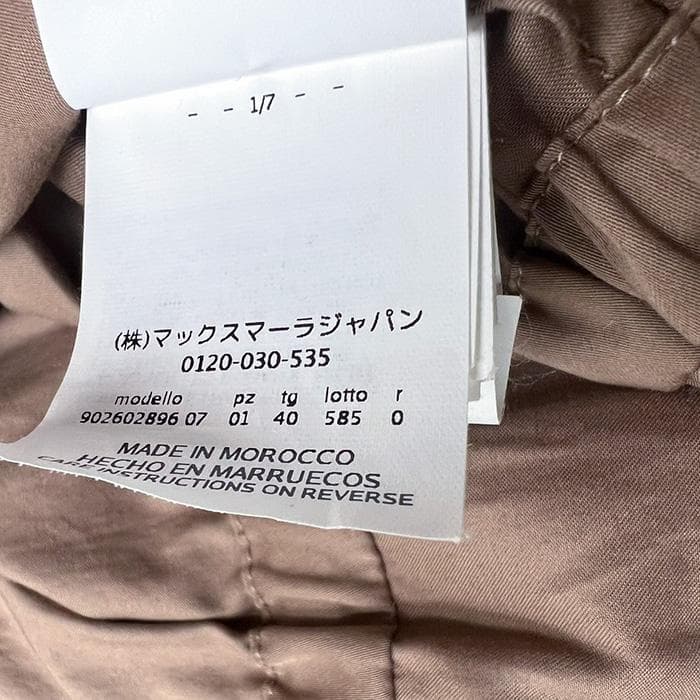 - - 1/7 - -
(株)マックスマーラジャパン
0120-030-535
modello pz tg lotto r
902602896 07 01 40 585 0
MADE IN MOROCCO
HECHO EN MARRUECOS
CARE INSTRUCTIONS ON REVERSE